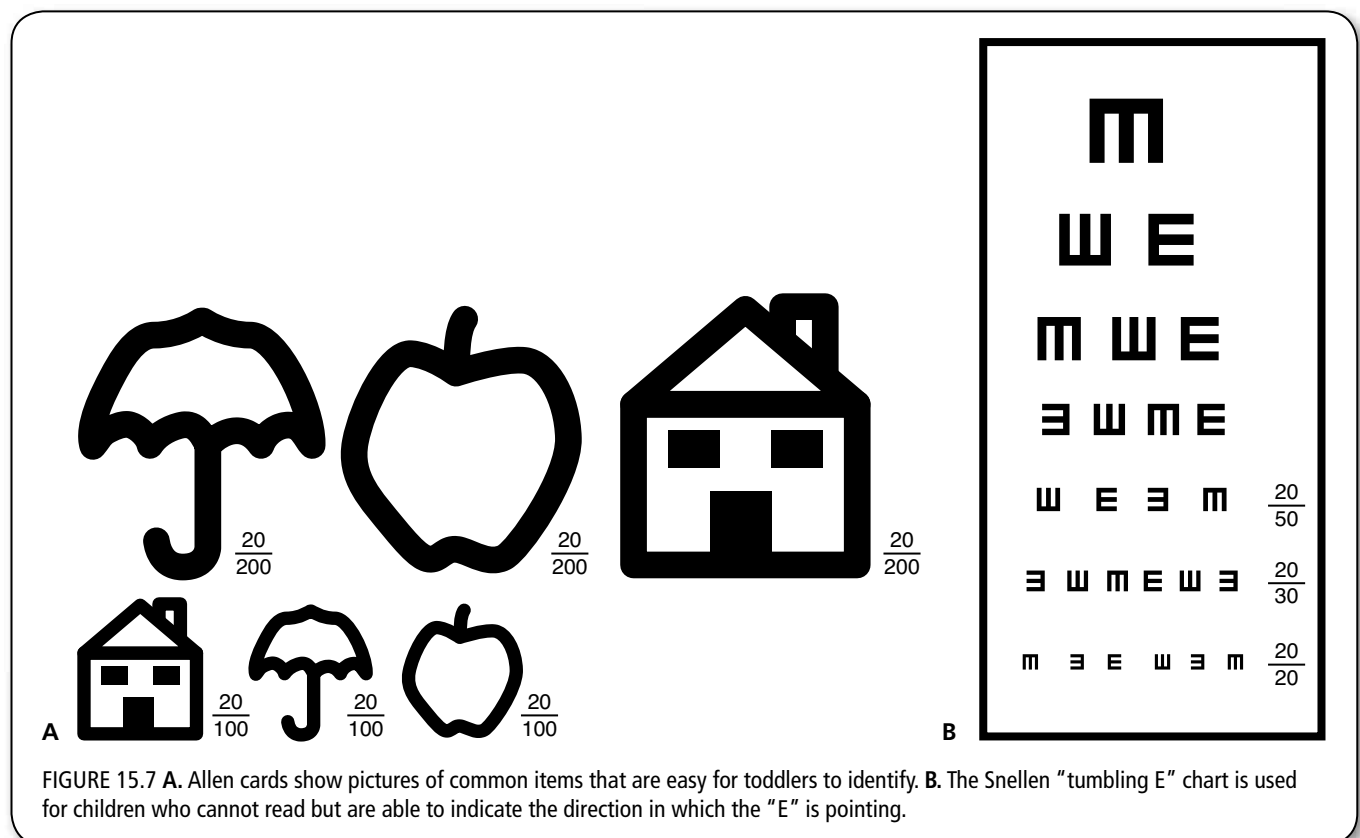 E
E E
E E E
E E E E
E E E E 20/50
E E E E E E 20/30
E E E E E E 20/20
20/200 20/200 20/200
20/100 20/100 20/100
A
B
FIGURE 15.7 A. Allen cards show pictures of common items that are easy for toddlers to identify. B. The Snellen “tumbling E” chart is used
for children who cannot read but are able to indicate the direction in which the “E” is pointing.